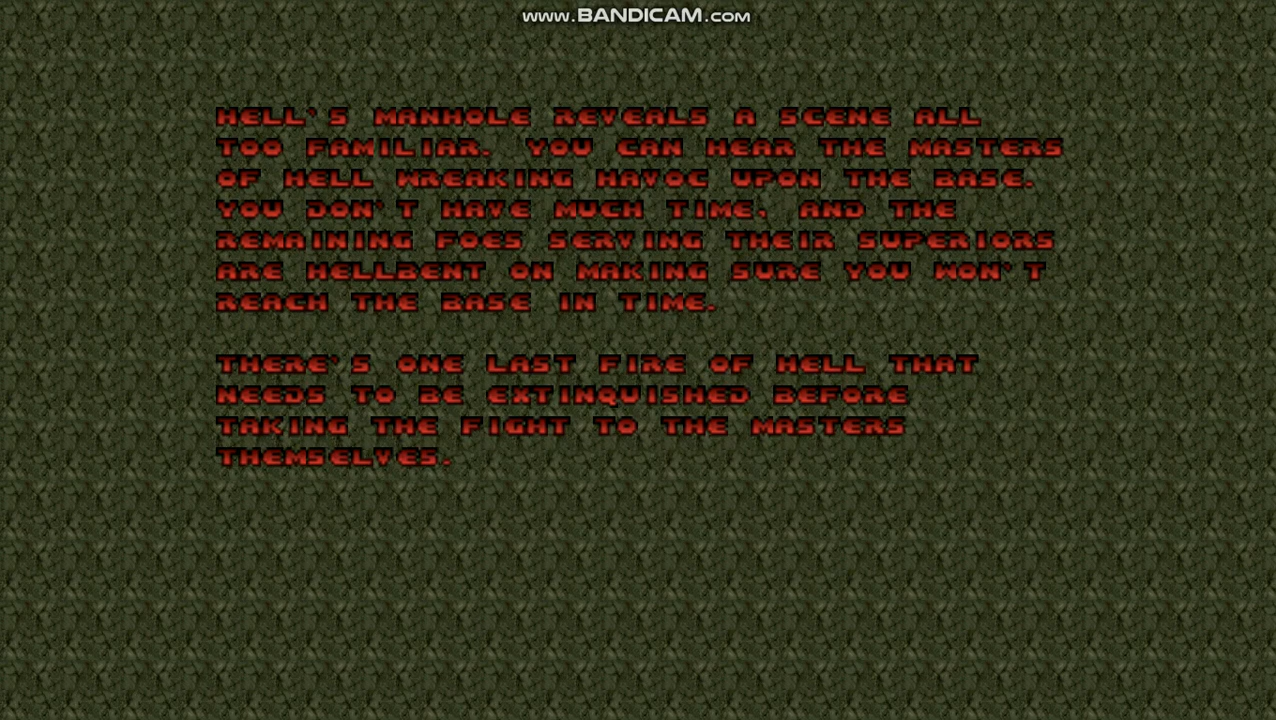 www.BANDICAM.com
HELL'S MANHOLE REVEALS A SCENE ALL
TOO FAMILIAR. YOU CAN HEAR THE MASTERS
OF HELL WREAKING HAVOC UPON THE BASE.
YOU DON'T HAVE MUCH TIME, AND THE
REMAINING FOES SERVING THEIR SUPERIORS
ARE HELLBENT ON MAKING SURE YOU WON'T
REACH THE BASE IN TIME.
THERE'S ONE LAST FIRE OF HELL THAT
NEEDS TO BE EXTINQUISHED BEFORE
TAKING THE FIGHT TO THE MASTERS
THEMSELVES.